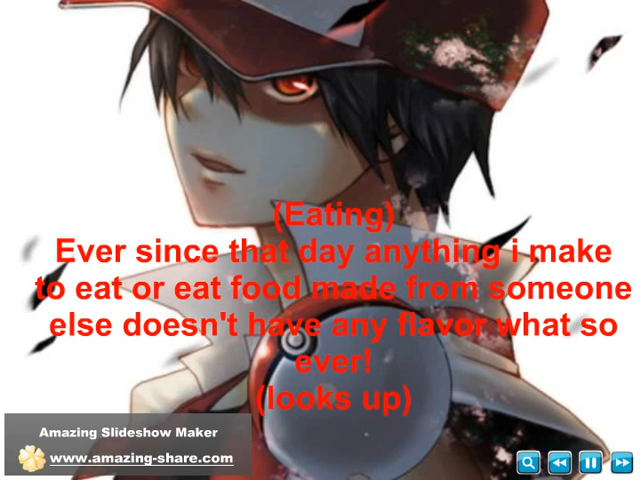 (Eating)
Ever since that day anything i make
to eat or eat food made from someone
else doesn't have any flavor what so
ever!
(looks up)
Amazing Slideshow Maker
www.amazing-share.com